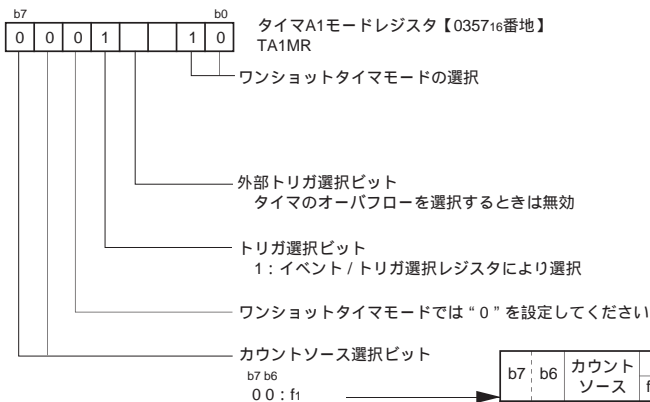 b7 b0
0 0 0 1 1 0
タイマA1モードレジスタ【035716番地】
TA1MR
ワンショットタイマモードの選択
外部トリガ選択ビット
タイマのオーバフローを選択するときは無効
トリガ選択ビット
1：イベント / トリガ選択レジスタにより選択
ワンショットタイマモードでは “ 0 ” を設定してください
カウントソース選択ビット
b7 b6
0 0 : f1
b7 b6 カウント
ソース